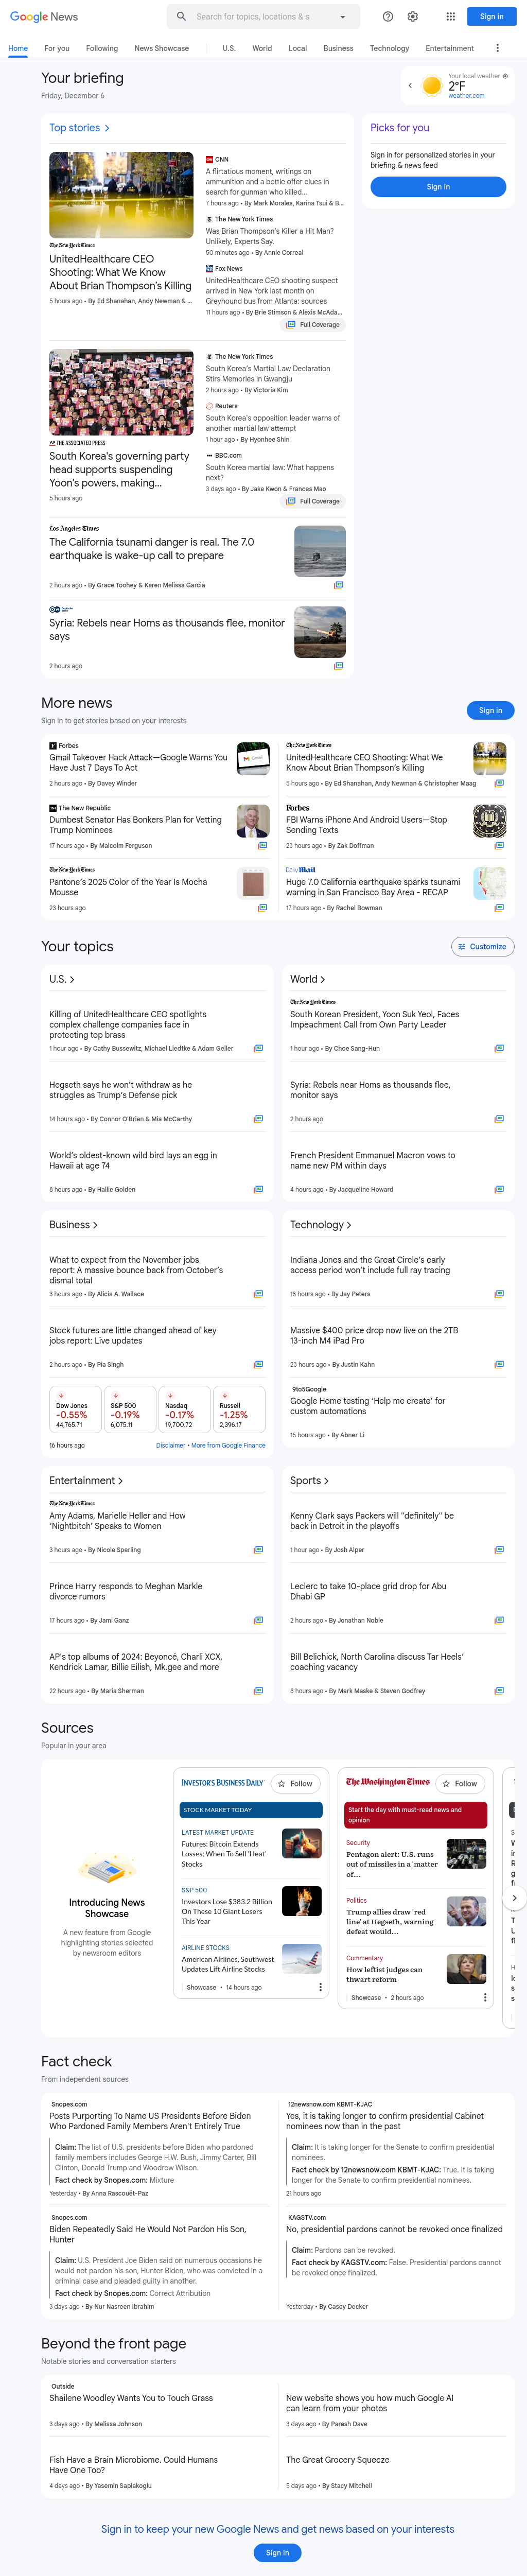 Google News
Search for topics, locations & s
Sign in
Home
For you
Following
News Showcase
U.S.
World
Local
Business
Technology
Entertainment
Your briefing
Friday, December 6
Your local weather
2°F
weather.com
Top stories
The New York Times
UnitedHealthcare CEO
Shooting: What We Know
About Brian Thompson's Killing
5 hours ago • By Ed Shanahan, Andy Newman & ...
CNN
A flirtatious moment, writings on
ammunition and a bottle offer clues in
search for gunman who killed...
7 hours ago • By Mark Morales, Karina Tsui & B...
The New York Times
Was Brian Thompson's Killer a Hit Man?
Unlikely, Experts Say.
50 minutes ago • By Annie Correal
Fox News
UnitedHealthcare CEO shooting suspect
arrived in New York last month on
Greyhound bus from Atlanta: sources
11 hours ago • By Brie Stimson & Alexis McAda...
Full Coverage
AP THE ASSOCIATED PRESS
South Korea's governing party
head supports suspending
Yoon's powers, making...
5 hours ago
The New York Times
South Korea's Martial Law Declaration
Stirs Memories in Gwangju
2 hours ago • By Victoria Kim
Reuters
South Korea's opposition leader warns of
another martial law attempt
1 hour ago • By Hyonhee Shin
BBC.com
South Korea martial law: What happens
next?
3 days ago • By Jake Kwon & Frances Mao
Full Coverage
Los Angeles Times
The California tsunami danger is real. The 7.0
earthquake is wake-up call to prepare
2 hours ago • By Grace Toohey & Karen Melissa Garcia
Syria: Rebels near Homs as thousands flee, monitor
says
2 hours ago
Picks for you
Sign in for personalized stories in your
briefing & news feed
Sign in
More news
Sign in to get stories based on your interests
Sign in
Forbes
Gmail Takeover Hack Attack—Google Warns You
Have Just 7 Days To Act
2 hours ago • By Davey Winder
The New Republic
Dumbest Senator Has Bonkers Plan for Vetting
Trump Nominees
17 hours ago • By Malcolm Ferguson
The New York Times
Pantone's 2025 Color of the Year Is Mocha
Mousse
23 hours ago
The New York Times
UnitedHealthcare CEO Shooting: What We
Know About Brian Thompson's Killing
5 hours ago • By Ed Shanahan, Andy Newman & Christopher Maag
Forbes
FBI Warns iPhone And Android Users—Stop
Sending Texts
23 hours ago • By Zak Doffman
Daily Mail
Huge 7.0 California earthquake sparks tsunami
warning in San Francisco Bay Area - RECAP
17 hours ago • By Rachel Bowman
Your topics
Customize
U.S.
Killing of UnitedHealthcare CEO spotlights
complex challenge companies face in
protecting top brass
1 hour ago • By Cathy Bussewitz, Michael Liedtke & Adam Geller
Hegseth says he won't withdraw as he
struggles as Trump's Defense pick
14 hours ago • By Connor O'Brien & Mia McCarthy
World's oldest-known wild bird lays an egg in
Hawaii at age 74
8 hours ago • By Hallie Golden
World
The New York Times
South Korean President, Yoon Suk Yeol, Faces
Impeachment Call from Own Party Leader
1 hour ago • By Choe Sang-Hun
Syria: Rebels near Homs as thousands flee,
monitor says
2 hours ago
French President Emmanuel Macron vows to
name new PM within days
4 hours ago • By Jacqueline Howard
Business
What to expect from the November jobs
report: A massive bounce back from October's
dismal total
3 hours ago • By Alicia A. Wallace
Stock futures are little changed ahead of key
jobs report: Live updates
2 hours ago • By Pia Singh
Dow Jones
-0.55%
44,765.71
S&P 500
-0.19%
6,075.11
Nasdaq
-0.17%
19,700.72
Russell
-1.25%
2,396.17
16 hours ago
Disclaimer • More from Google Finance
Technology
Indiana Jones and the Great Circle's early
access period won't include full ray tracing
18 hours ago • By Jay Peters
Massive $400 price drop now live on the 2TB
13-inch M4 iPad Pro
23 hours ago • By Justin Kahn
9to5Google
Google Home testing 'Help me create' for
custom automations
15 hours ago • By Abner Li
Entertainment
The New York Times
Amy Adams, Marielle Heller and How
'Nightbitch' Speaks to Women
3 hours ago • By Nicole Sperling
Prince Harry responds to Meghan Markle
divorce rumors
17 hours ago • By Jami Ganz
AP's top albums of 2024: Beyoncé, Charli XCX,
Kendrick Lamar, Billie Eilish, Mk.gee and more
22 hours ago • By Maria Sherman
Sports
Kenny Clark says Packers will "definitely" be
back in Detroit in the playoffs
1 hour ago • By Josh Alper
Leclerc to take 10-place grid drop for Abu
Dhabi GP
2 hours ago • By Jonathan Noble
Bill Belichick, North Carolina discuss Tar Heels'
coaching vacancy
8 hours ago • By Mark Maske & Steven Godfrey
Sources
Popular in your area
Introducing News
Showcase
A new feature from Google
highlighting stories selected
by newsroom editors
INVESTOR'S BUSINESS DAILY
Follow
STOCK MARKET TODAY
LATEST MARKET UPDATE
Futures: Bitcoin Extends
Losses; When To Sell 'Heat'
Stocks
S&P 500
Investors Lose $383.2 Billion
On These 10 Giant Losers
This Year
AIRLINE STOCKS
American Airlines, Southwest
Updates Lift Airline Stocks
Showcase • 14 hours ago
The Washington Times
Follow
Start the day with must-read news and
opinion
Security
Pentagon alert: U.S. runs
out of missiles in a 'matter
of...
Politics
Trump allies draw 'red
line' at Hegseth, warning
defeat would...
Commentary
How leftist judges can
thwart reform
Showcase • 2 hours ago
Fact check
From independent sources
Snopes.com
Posts Purporting To Name US Presidents Before Biden
Who Pardoned Family Members Aren't Entirely True
Claim: The list of U.S. presidents before Biden who pardoned
family members includes George H.W. Bush, Jimmy Carter, Bill
Clinton, Donald Trump and Woodrow Wilson.
Fact check by Snopes.com: Mixture
Yesterday • By Anna Rascouët-Paz
Snopes.com
Biden Repeatedly Said He Would Not Pardon His Son,
Hunter
Claim: U.S. President Joe Biden said on numerous occasions he
would not pardon his son, Hunter Biden, who was convicted in a
criminal case and pleaded guilty in another.
Fact check by Snopes.com: Correct Attribution
3 days ago • By Nur Nasreen Ibrahim
12newsnow.com KBMT-KJAC
Yes, it is taking longer to confirm presidential Cabinet
nominees now than in the past
Claim: It is taking longer for the Senate to confirm presidential
nominees.
Fact check by 12newsnow.com KBMT-KJAC: True. It is taking
longer for the Senate to confirm presidential nominees.
21 hours ago
KAGSTV.com
No, presidential pardons cannot be revoked once finalized
Claim: Pardons can be revoked.
Fact check by KAGSTV.com: False. Presidential pardons cannot
be revoked once finalized.
Yesterday • By Casey Decker
Beyond the front page
Notable stories and conversation starters
Outside
Shailene Woodley Wants You to Touch Grass
3 days ago • By Melissa Johnson
Fish Have a Brain Microbiome. Could Humans
Have One Too?
4 days ago • By Yasemin Saplakoglu
New website shows you how much Google AI
can learn from your photos
3 days ago • By Paresh Dave
The Great Grocery Squeeze
5 days ago • By Stacy Mitchell
Sign in to keep your new Google News and get news based on your interests
Sign in